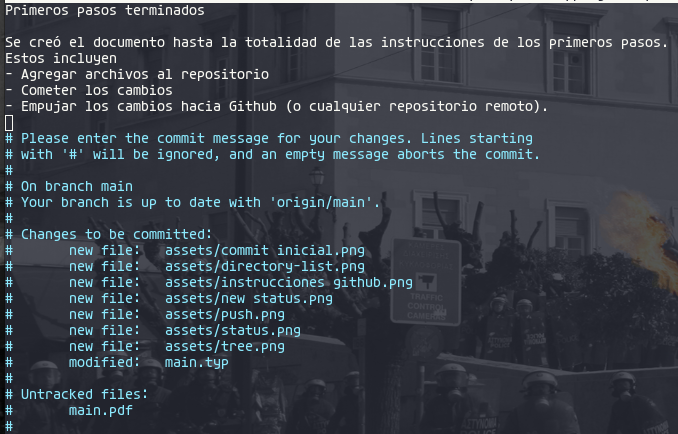 Primeros pasos terminados
Se creó el documento hasta la totalidad de las instrucciones de los primeros pasos.
Estos incluyen
- Agregar archivos al repositorio
- Cometer los cambios
- Empujar los cambios hacia Github (o cualquier repositorio remoto).
# Please enter the commit message for your changes. Lines starting
# with '#' will be ignored, and an empty message aborts the commit.
#
# On branch main
# Your branch is up to date with 'origin/main'.
#
# Changes to be committed:
#       new file:   assets/commit inicial.png
#       new file:   assets/directory-list.png
#       new file:   assets/instrucciones github.png
#       new file:   assets/new status.png
#       new file:   assets/push.png
#       new file:   assets/status.png
#       new file:   assets/tree.png
#       modified:   main.typ
#
# Untracked files:
#       main.pdf
#
TRAFFIC
CONTROL
CAMERAS